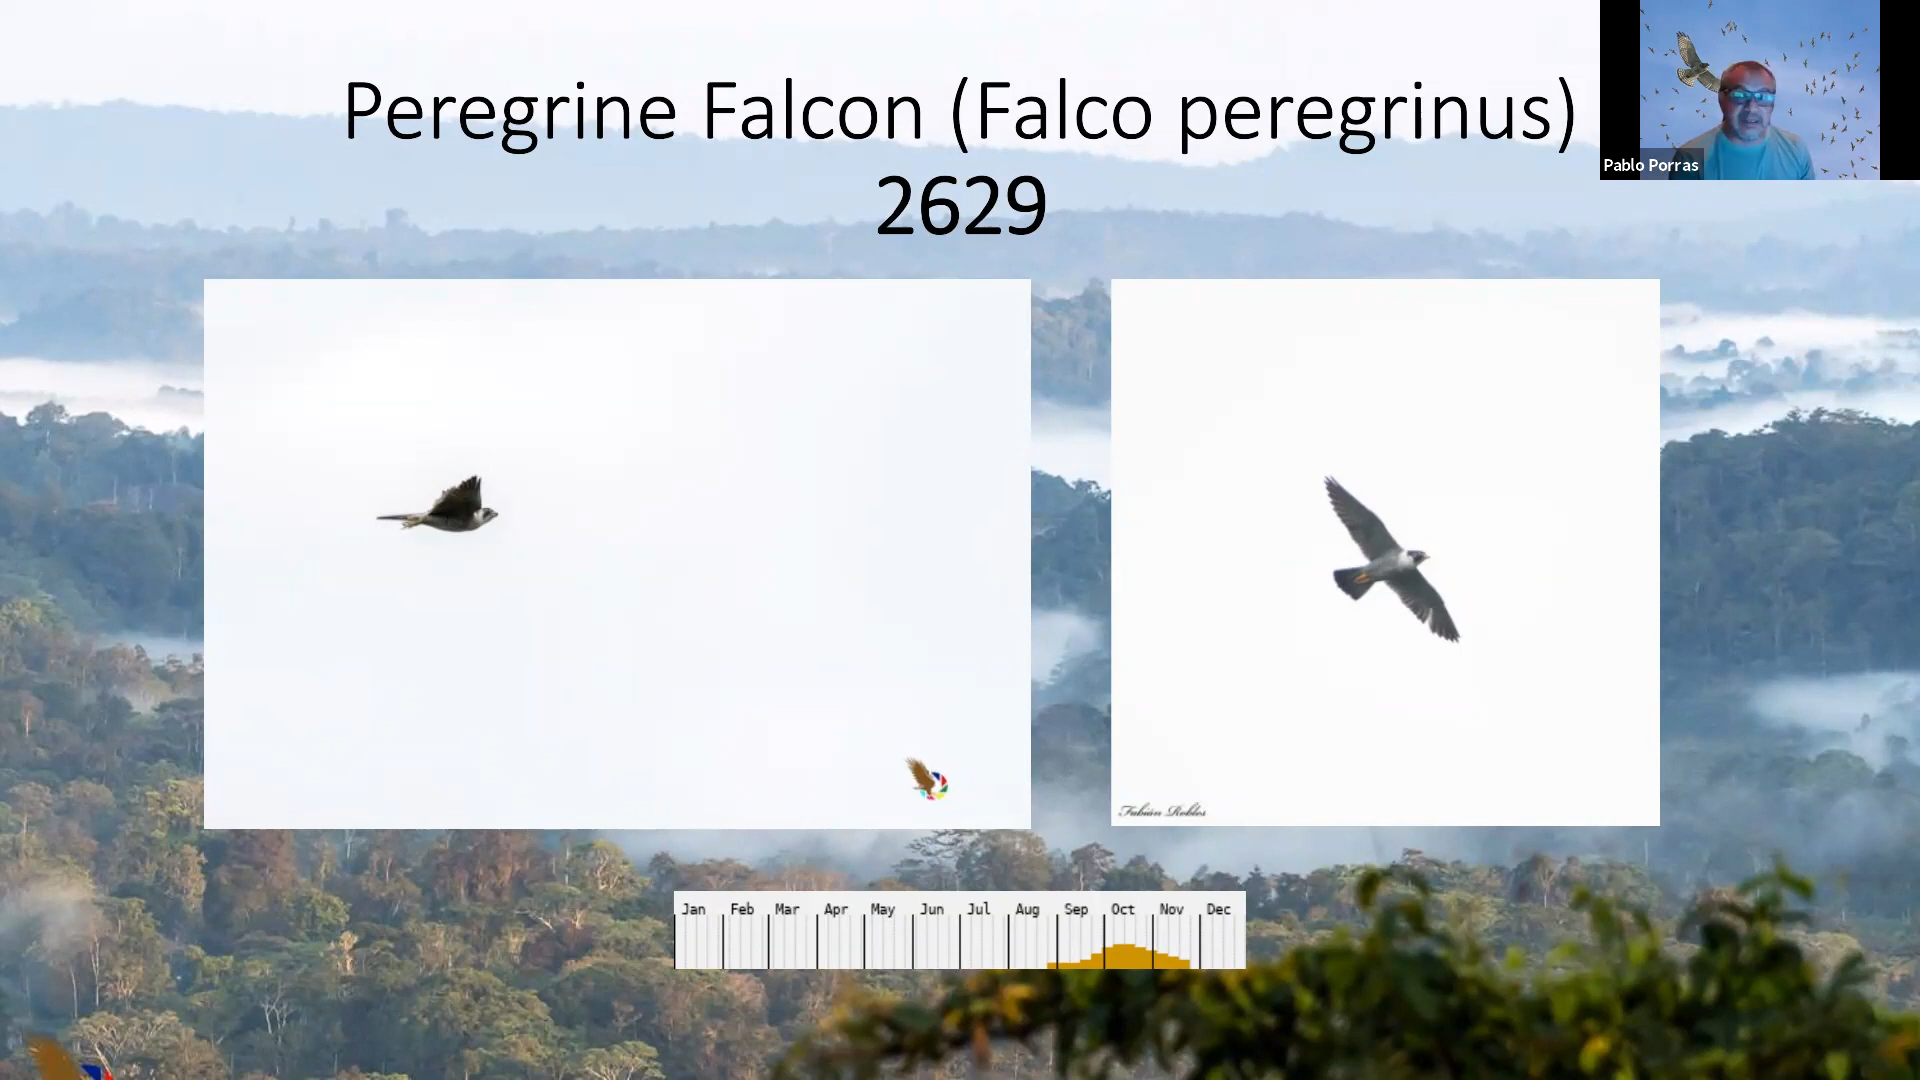 Peregrine Falcon (Falco peregrinus)
2629
Pablo Porras
Fabián Robles
Jan Feb Mar Apr May Jun Jul Aug Sep Oct Nov Dec